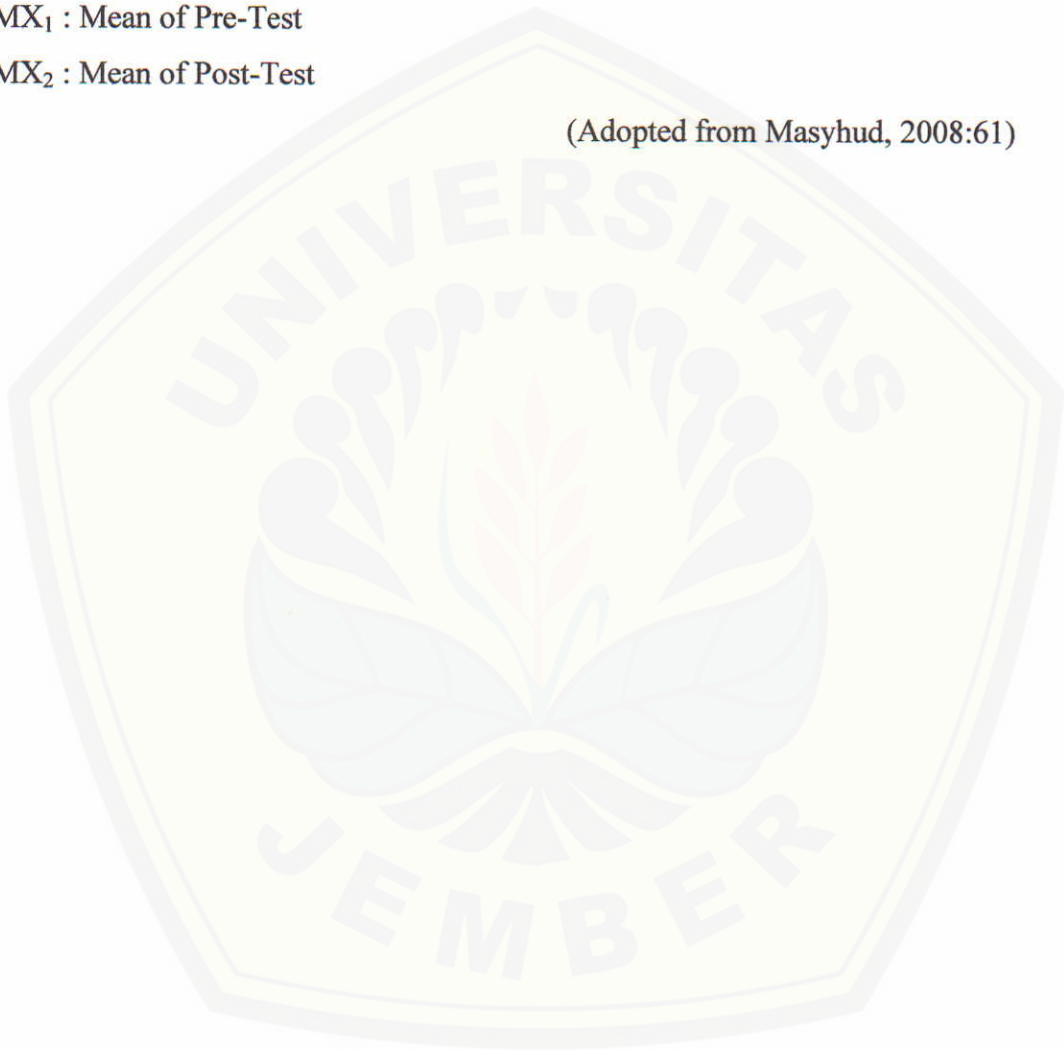 MX₁ : Mean of Pre-Test
MX₂ : Mean of Post-Test
(Adopted from Masyhud, 2008:61)
UNIVERSITAS
JEMBER